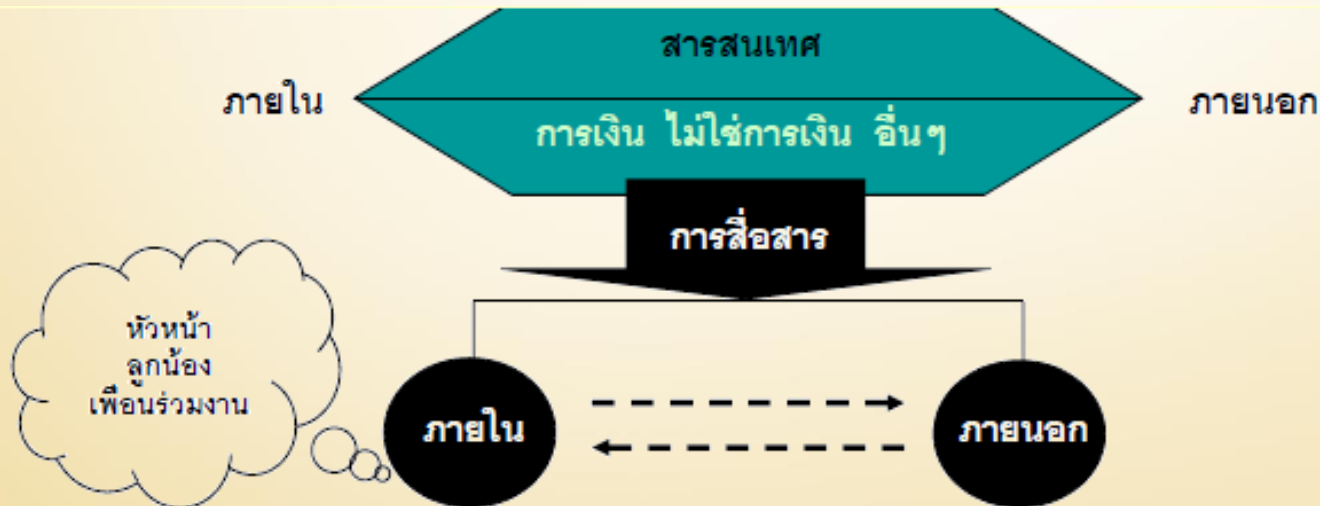 สารสนเทศ
ภายใน
ภายนอก
การเงิน ไม่ใช่การเงิน อื่นๆ
การสื่อสาร
หัวหน้า
ลูกน้อง
เพื่อนร่วมงาน
ภายใน
ภายนอก